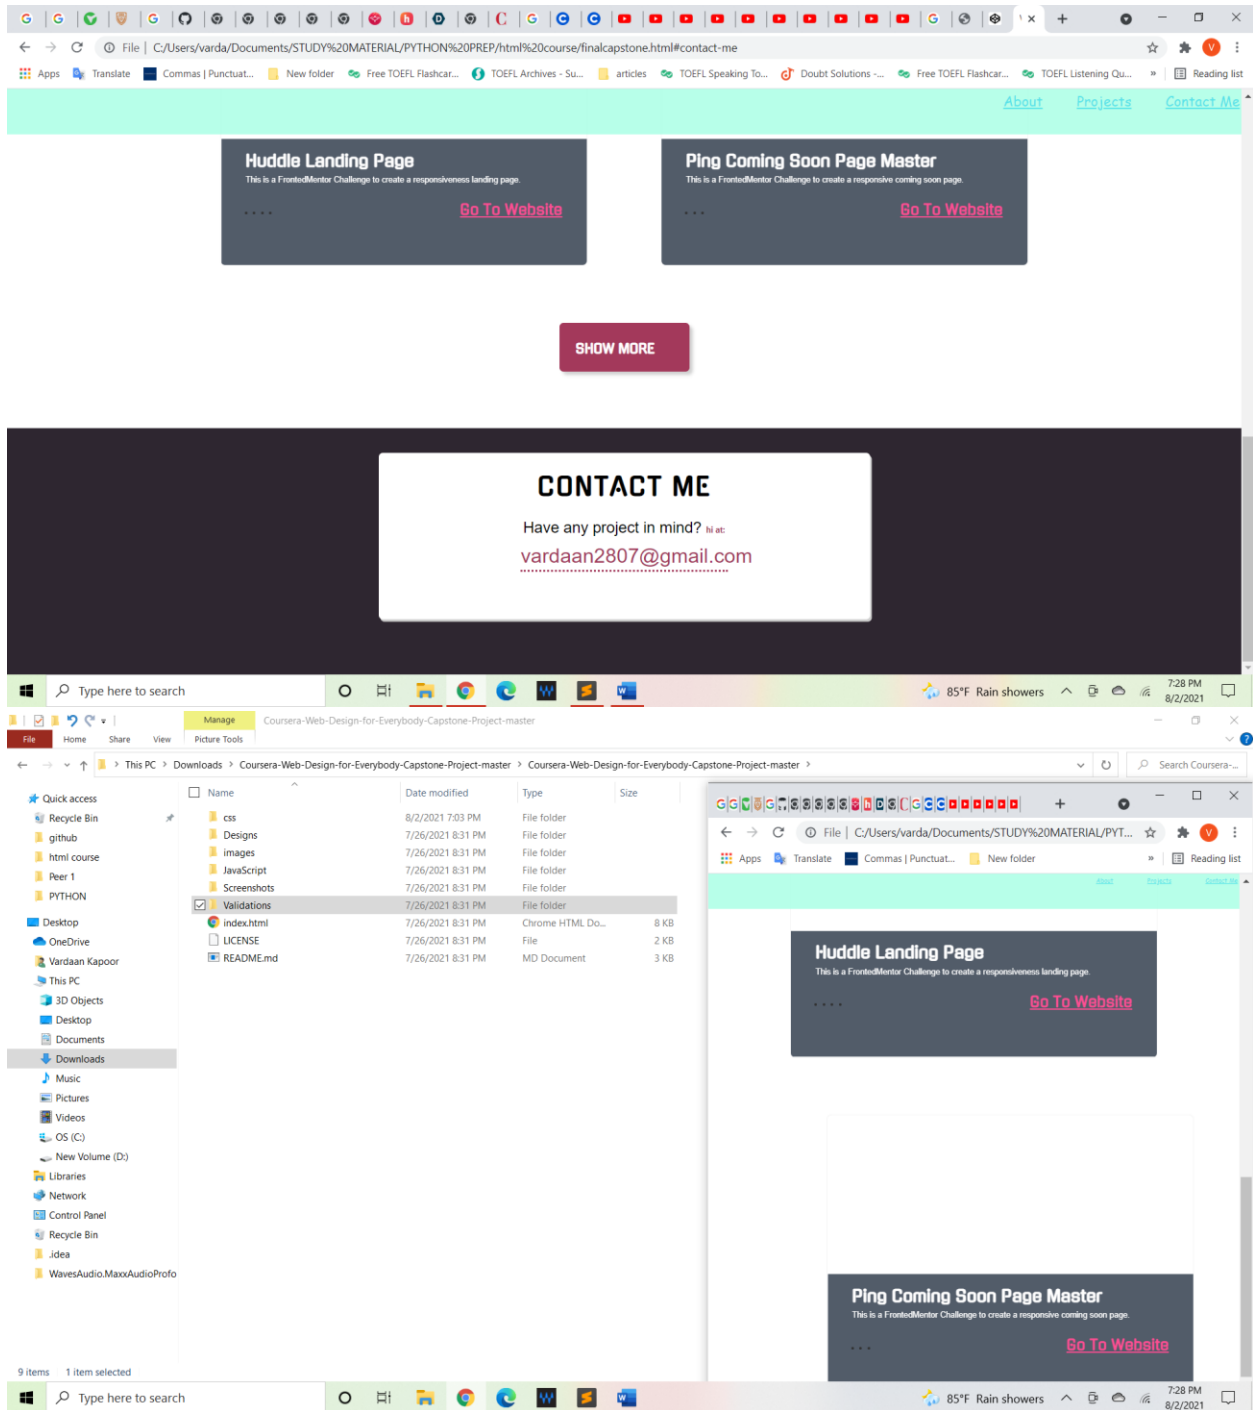 File | C:/Users/varda/Documents/STUDY%20MATERIAL/PYTHON%20PREP/html%20course/finalcapstone.html#contact-me
Apps Translate Commas | Punctuat... New folder Free TOEFL Flashcar... TOEFL Archives - Su... articles TOEFL Speaking To... Doubt Solutions -... Free TOEFL Flashcar... TOEFL Listening Qu... » Reading list
About Projects Contact Me
Huddle Landing Page Ping Coming Soon Page Master
This is a FrontedMentor Challenge to create a responsiveness landing page. This is a FrontedMentor Challenge to create a responsive coming soon page.
. . . . Go To Website . . . Go To Website
SHOW MORE
CONTACT ME
Have any project in mind? hi at:
vardaan2807@gmail.com
Type here to search 85°F Rain showers 7:28 PM
8/2/2021
Manage Coursera-Web-Design-for-Everybody-Capstone-Project-master
File Home Share View Picture Tools
› This PC › Downloads › Coursera-Web-Design-for-Everybody-Capstone-Project-master › Coursera-Web-Design-for-Everybody-Capstone-Project-master › Search Coursera-...
Quick access
Recycle Bin
github
html course
Peer 1
PYTHON
Desktop
OneDrive
Vardaan Kapoor
This PC
3D Objects
Desktop
Documents
Downloads
Music
Pictures
Videos
OS (C:)
New Volume (D:)
Libraries
Network
Control Panel
Recycle Bin
.idea
WavesAudio.MaxxAudioProfo
Name Date modified Type Size
css 8/2/2021 7:03 PM File folder
Designs 7/26/2021 8:31 PM File folder
images 7/26/2021 8:31 PM File folder
JavaScript 7/26/2021 8:31 PM File folder
Screenshots 7/26/2021 8:31 PM File folder
Validations 7/26/2021 8:31 PM File folder
index.html 7/26/2021 8:31 PM Chrome HTML Do... 8 KB
LICENSE 7/26/2021 8:31 PM File 2 KB
README.md 7/26/2021 8:31 PM MD Document 3 KB
File | C:/Users/varda/Documents/STUDY%20MATERIAL/PYT...
Apps Translate Commas | Punctuat... New folder » Reading list
About Projects Contact Me
Huddle Landing Page
This is a FrontedMentor Challenge to create a responsiveness landing page.
. . . . Go To Website
Ping Coming Soon Page Master
This is a FrontedMentor Challenge to create a responsive coming soon page.
. . . Go To Website
9 items 1 item selected
Type here to search 85°F Rain showers 7:28 PM
8/2/2021